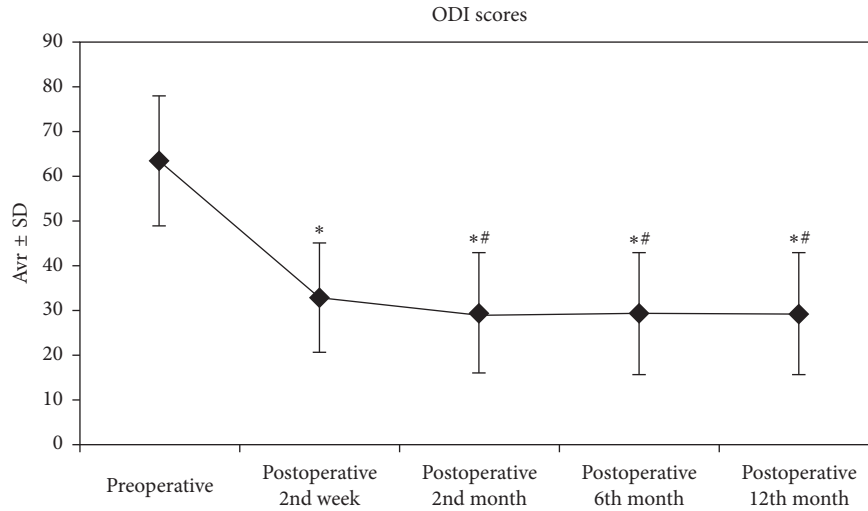 ODI scores
90
80
70
60
50
40
30
20
10
0
Avr ± SD
*
*#
*#
*#
Preoperative
Postoperative
2nd week
Postoperative
2nd month
Postoperative
6th month
Postoperative
12th month